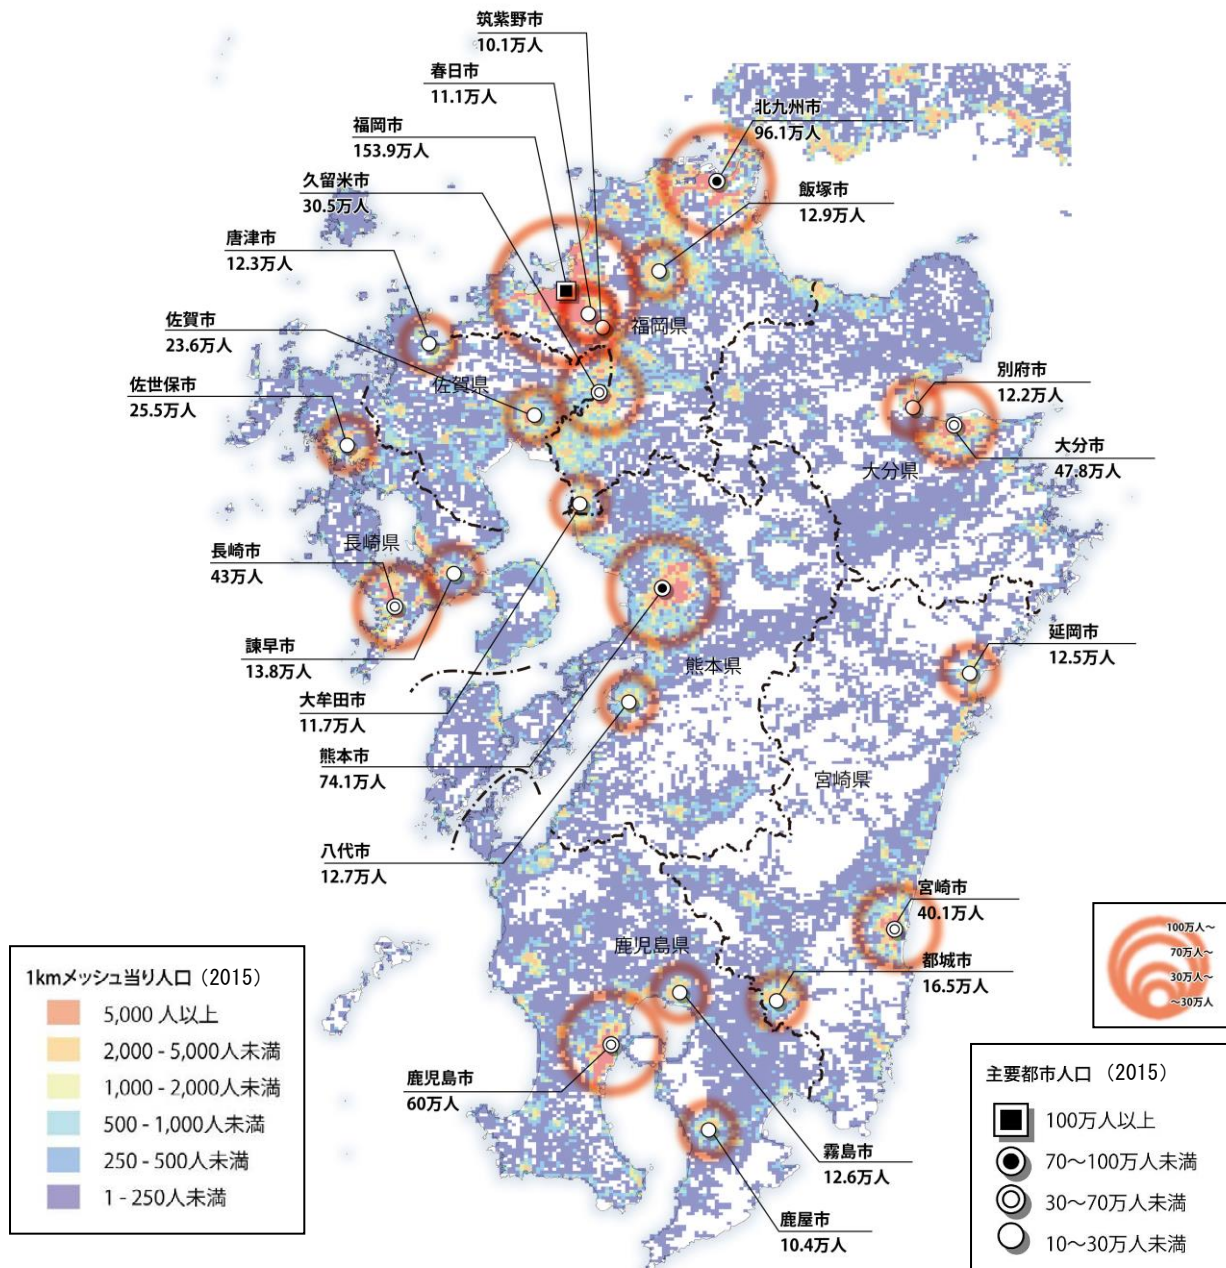 筑紫野市
10.1万人
春日市
11.1万人
北九州市
96.1万人
福岡市
153.9万人
久留米市
30.5万人
飯塚市
12.9万人
唐津市
12.3万人
佐賀市
23.6万人
福岡県
佐賀県
佐世保市
25.5万人
別府市
12.2万人
大分市
47.8万人
大分県
長崎県
長崎市
43万人
諫早市
13.8万人
延岡市
12.5万人
熊本県
大牟田市
11.7万人
熊本市
74.1万人
宮崎県
八代市
12.7万人
宮崎市
40.1万人
鹿児島県
都城市
16.5万人
鹿児島市
60万人
霧島市
12.6万人
鹿屋市
10.4万人
1kmメッシュ当り人口（2015）
5,000 人以上
2,000 - 5,000人未満
1,000 - 2,000人未満
500 - 1,000人未満
250 - 500人未満
1 - 250人未満
100万人～
70万人～
30万人～
～30万人
主要都市人口 （2015）
100万人以上
70～100万人未満
30～70万人未満
10～30万人未満